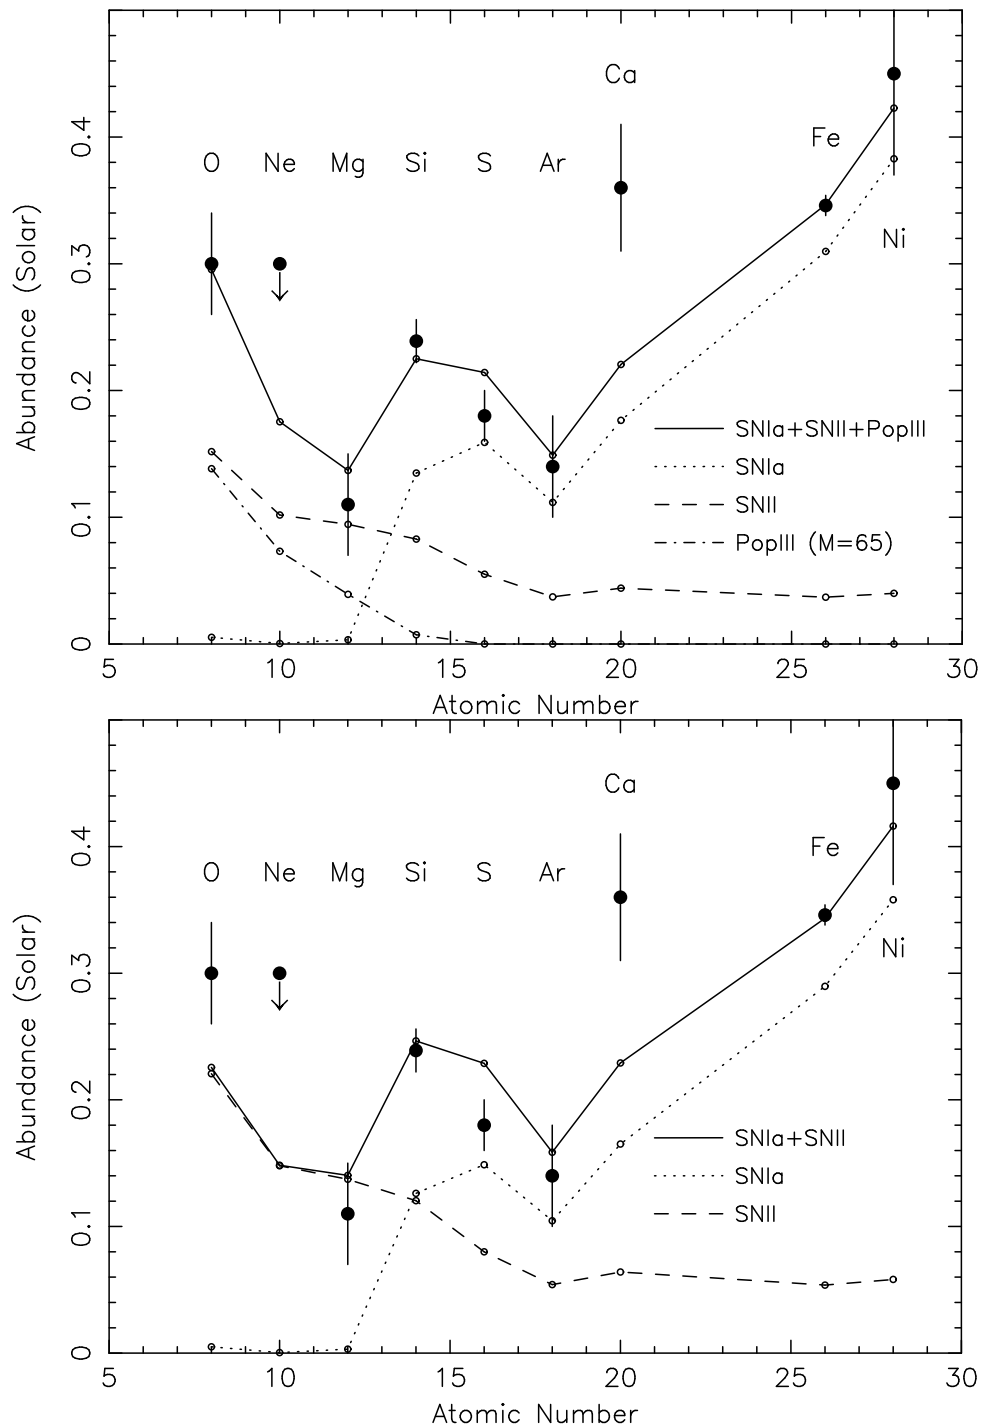 Ca
0.4
Fe
O Ne Mg Si S Ar
Ni
0.3
Abundance (Solar)
0.2
SNIa+SNII+PopIII
SNIa
0.1
SNII
PopIII (M=65)
0
5 10 15 20 25 30
Atomic Number
Ca
0.4
Fe
O Ne Mg Si S Ar
Ni
0.3
Abundance (Solar)
0.2
SNIa+SNII
SNIa
0.1
SNII
0
5 10 15 20 25 30
Atomic Number